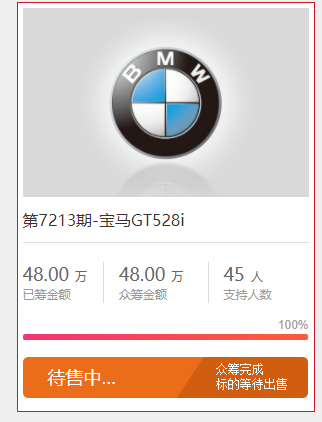 BMW
第7213期-宝马GT528i
48.00 万 48.00 万 45 人
已筹金额 众筹金额 支持人数
100%
待售中... 众筹完成
标的等待出售